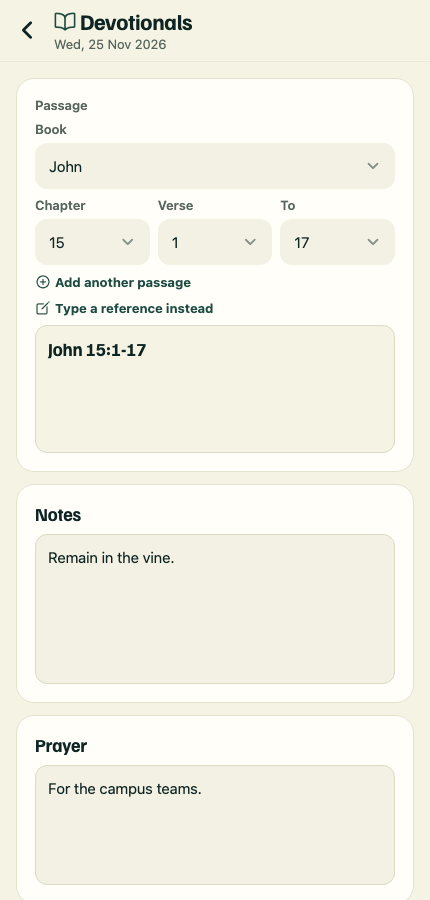 Devotionals
Wed, 25 Nov 2026
Passage
Book
John
Chapter Verse To
15 1 17
Add another passage
Type a reference instead
John 15:1-17
Notes
Remain in the vine.
Prayer
For the campus teams.